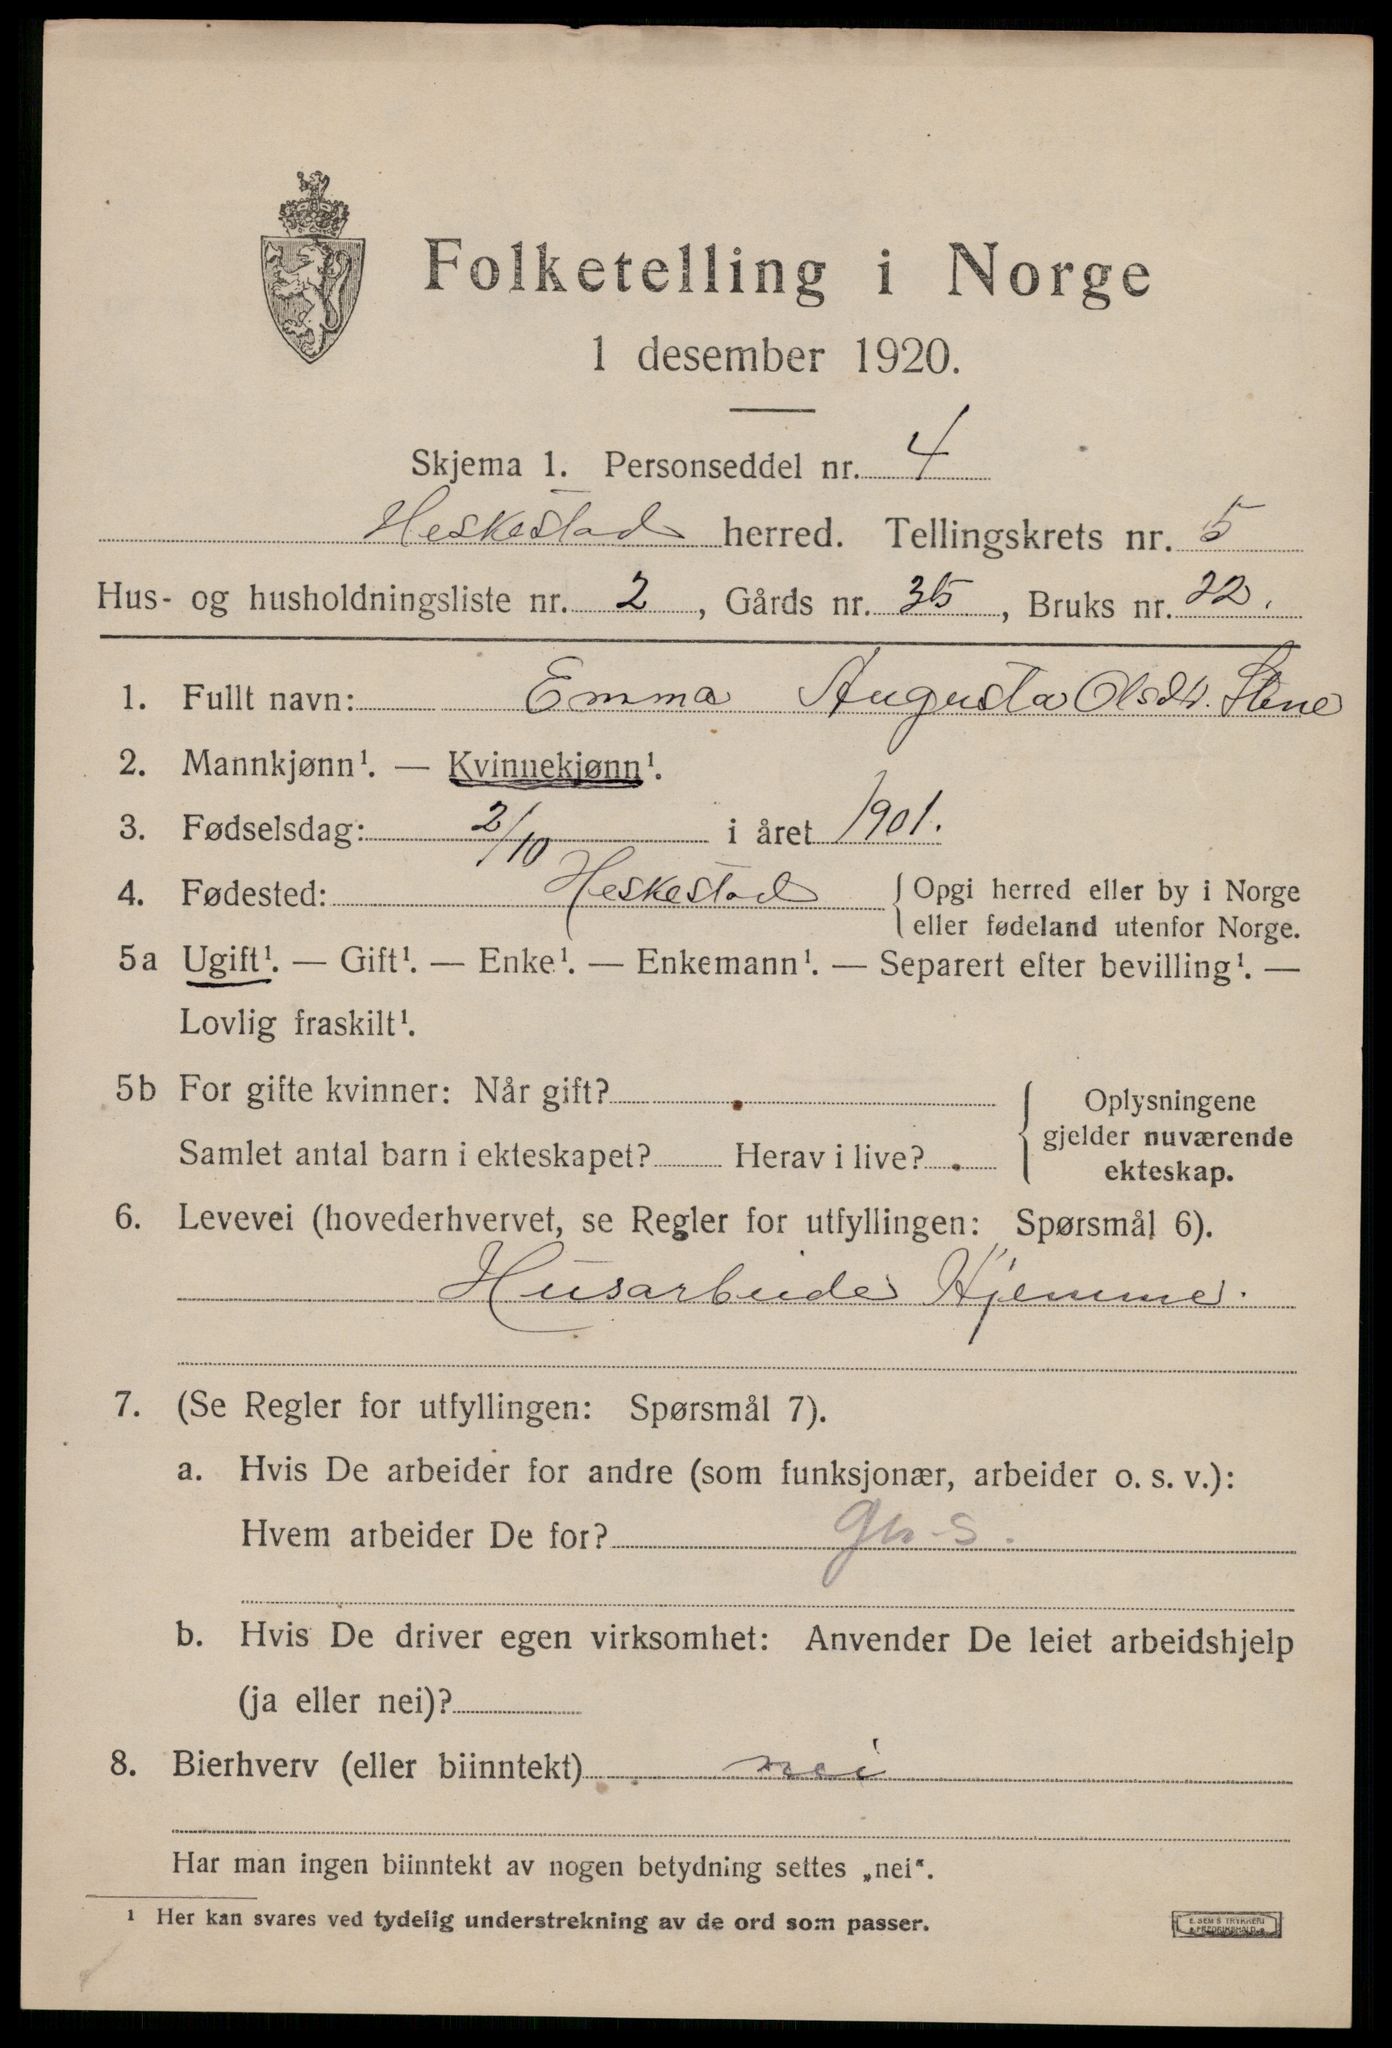 Folketelling i Norge
1 desember 1920.
Skjema 1. Personseddel nr. 4
Heskestad herred. Tellingskrets nr. 5
Hus- og husholdningsliste nr. 2, Gårds nr. 35, Bruks nr. 22.
1. Fullt navn: Emma Augusta Olsdtr. Stene
2. Mannkjønn¹. — Kvinnekjønn¹.
3. Fødselsdag: 2/10 i året 1901.
4. Fødested: Heskestad { Opgi herred eller by i Norge
eller fødeland utenfor Norge.
5a Ugift¹. — Gift¹. — Enke¹. — Enkemann¹. — Separert efter bevilling¹. —
Lovlig fraskilt¹.
5b For gifte kvinner: Når gift?
Samlet antal barn i ekteskapet? Herav i live?
{ Oplysningene
gjelder nuværende
ekteskap.
6. Levevei (hovederhvervet, se Regler for utfyllingen: Spørsmål 6).
Husarbeide Hjemme.
7. (Se Regler for utfyllingen: Spørsmål 7).
a. Hvis De arbeider for andre (som funksjonær, arbeider o. s. v.):
Hvem arbeider De for?
b. Hvis De driver egen virksomhet: Anvender De leiet arbeidshjelp
(ja eller nei)?
8. Bierhverv (eller biinntekt) nei
Har man ingen biinntekt av nogen betydning settes „nei“.
¹ Her kan svares ved tydelig understrekning av de ord som passer.
E. SEM'S TRYKKERI
FREDRIKSHALD